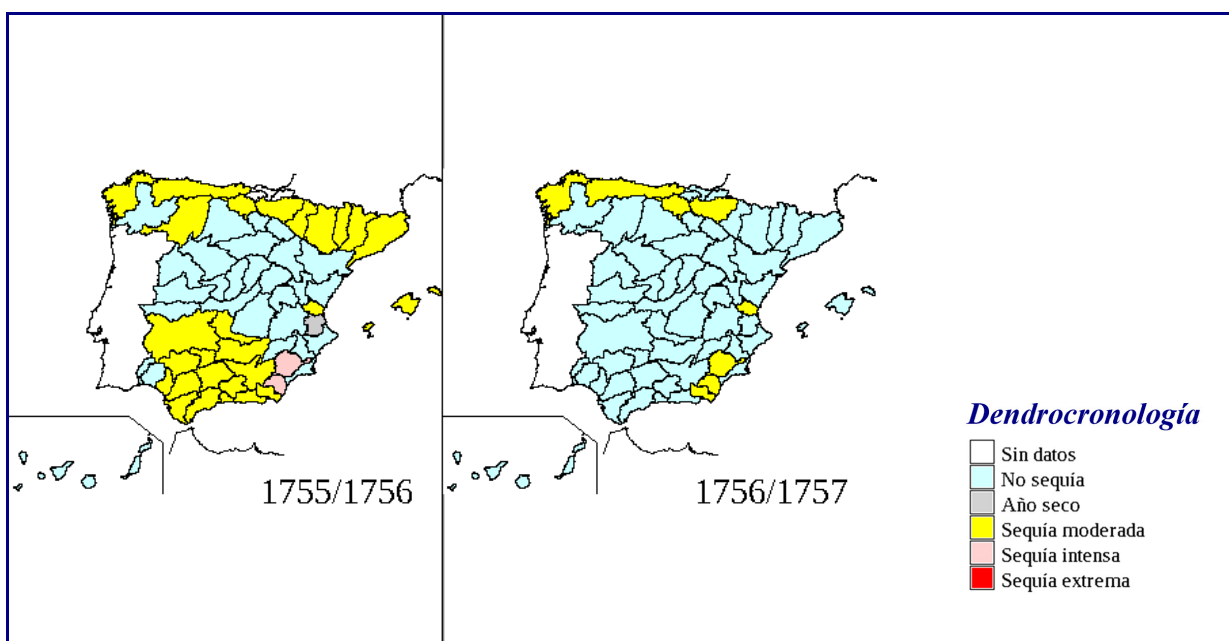 1755/1756
1756/1757
Dendrocronología
Sin datos
No sequía
Año seco
Sequía moderada
Sequía intensa
Sequía extrema